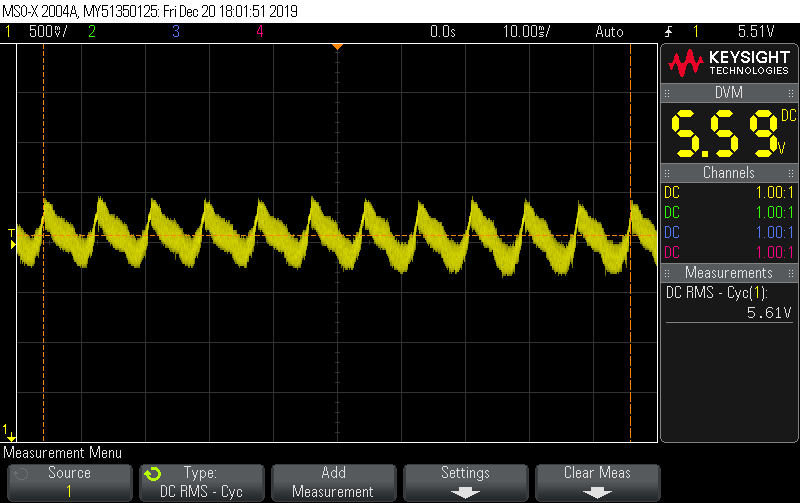 MSO-X 2004A, MY51350125: Fri Dec 20 18:01:51 2019
1 500mV/ 2 3 4 0.0s 10.00ms/ Auto 1 5.51V
T
1
KEYSIGHT
TECHNOLOGIES
DVM
5.59 DC V
Channels
DC 1.00:1
DC 1.00:1
DC 1.00:1
DC 1.00:1
Measurements
DC RMS - Cyc(1):
5.61V
Measurement Menu
Source
1
Type:
DC RMS - Cyc
Add
Measurement
Settings
Clear Meas